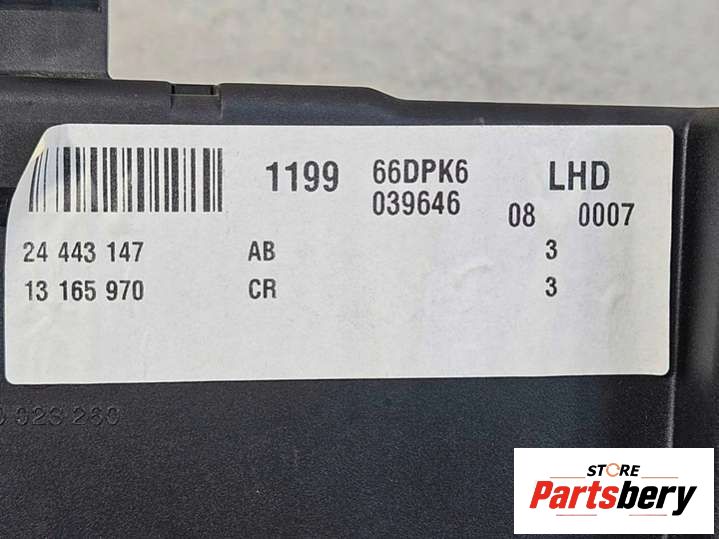 1199 66DPK6 LHD
039646 08 0007
24 443 147 AB 3
13 165 970 CR 3
STORE
Partsbery